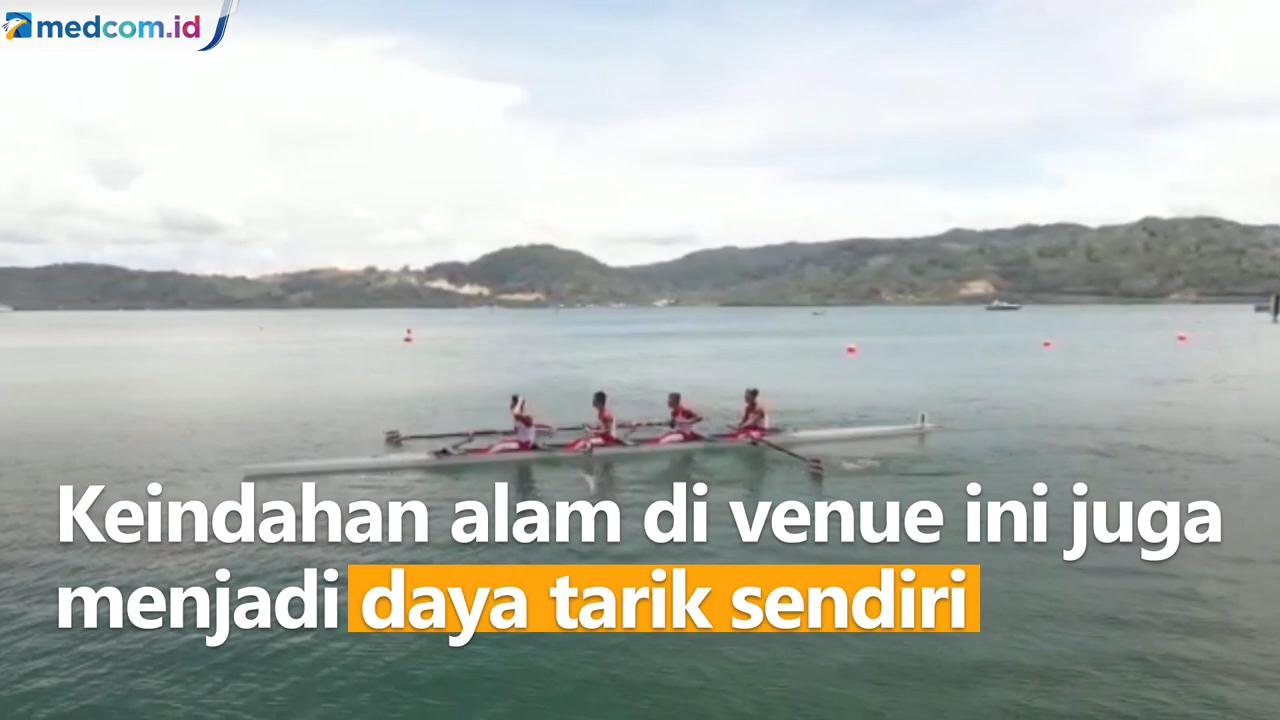 medcom.id
Keindahan alam di venue ini juga
menjadi daya tarik sendiri